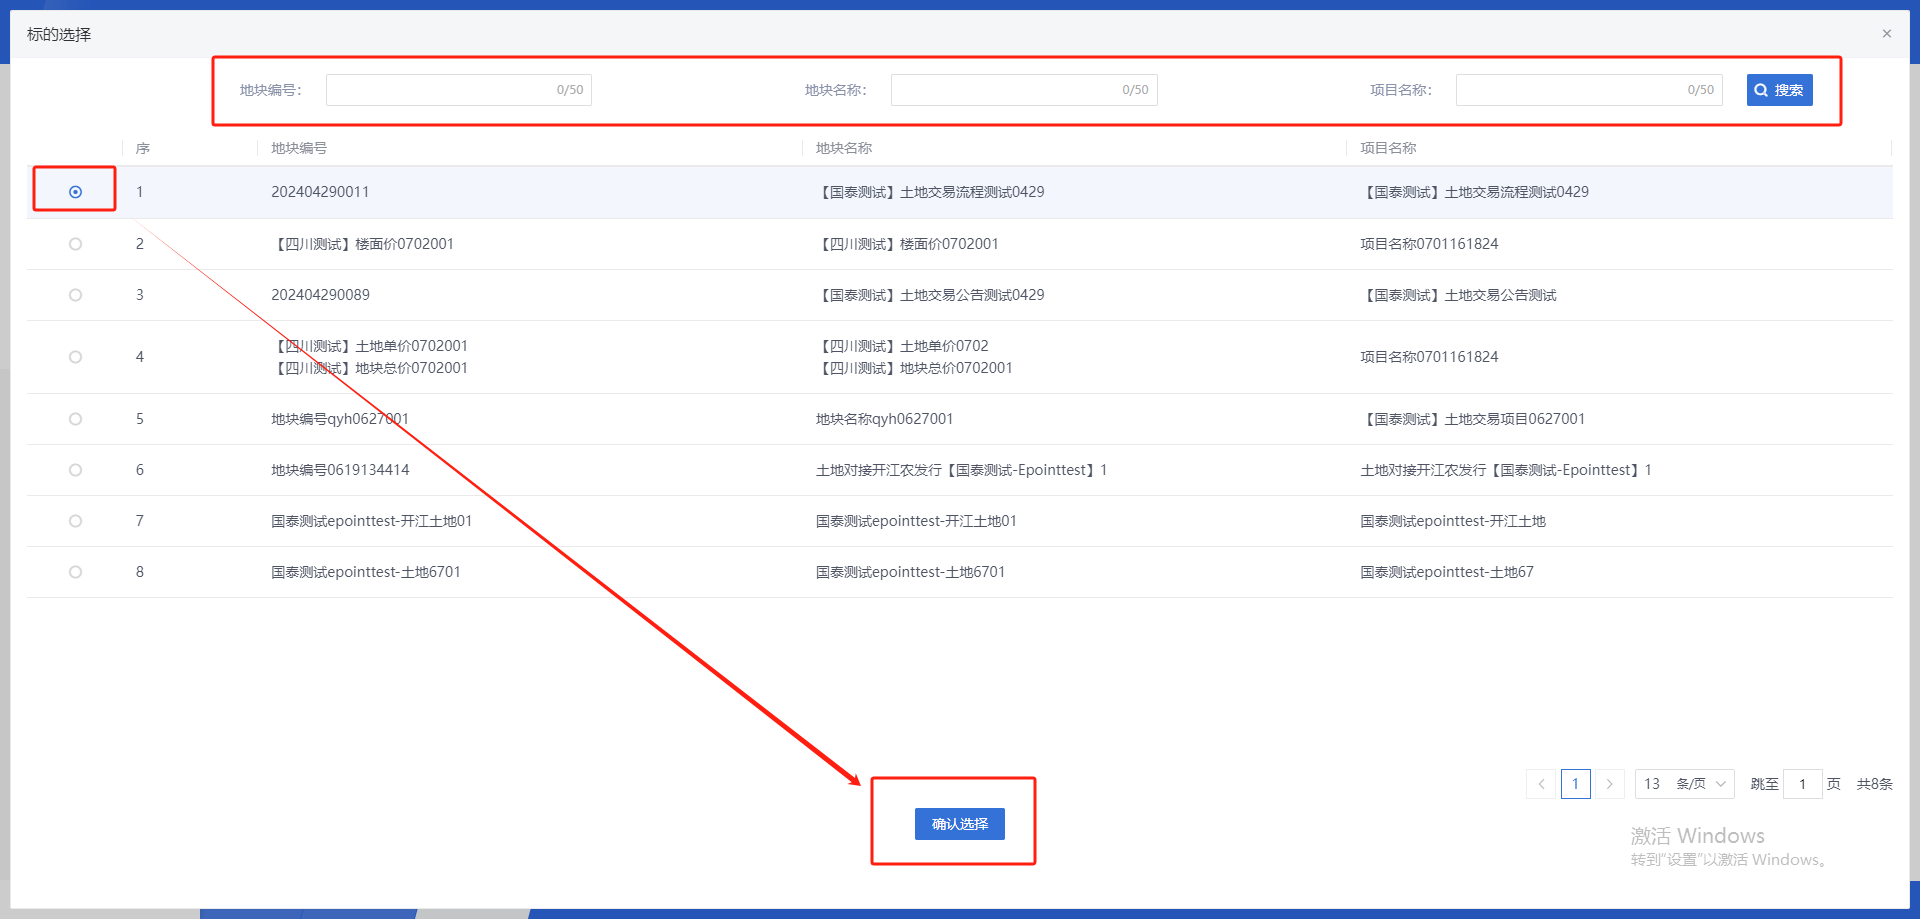 标的选择
地块编号： 0/50 地块名称： 0/50 项目名称： 0/50 搜索
序 地块编号 地块名称 项目名称
1 202404290011 【国泰测试】土地交易流程测试0429 【国泰测试】土地交易流程测试0429
2 【四川测试】楼面价0702001 【四川测试】楼面价0702001 项目名称0701161824
3 202404290089 【国泰测试】土地交易公告测试0429 【国泰测试】土地交易公告测试
4 【四川测试】土地单价0702001 【四川测试】土地单价0702 项目名称0701161824
【四川测试】地块总价0702001 【四川测试】地块总价0702001
5 地块编号qyh0627001 地块名称qyh0627001 【国泰测试】土地交易项目0627001
6 地块编号0619134414 土地对接开江农发行【国泰测试-Epointtest】1 土地对接开江农发行【国泰测试-Epointtest】1
7 国泰测试epointtest-开江土地01 国泰测试epointtest-开江土地01 国泰测试epointtest-开江土地
8 国泰测试epointtest-土地6701 国泰测试epointtest-土地6701 国泰测试epointtest-土地67
1 13 条/页 跳至 1 页 共8条
确认选择
激活 Windows
转到"设置"以激活 Windows。